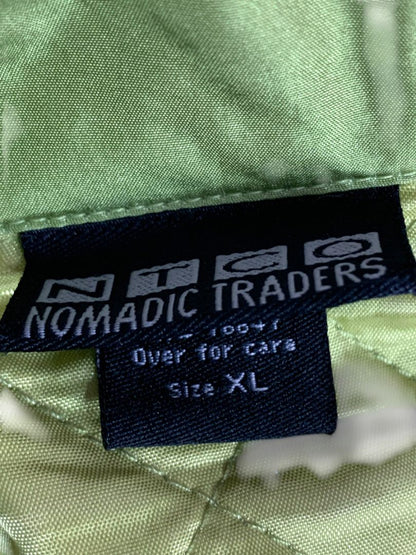 NTCO
NOMADIC TRADERS
Over for care
Size XL